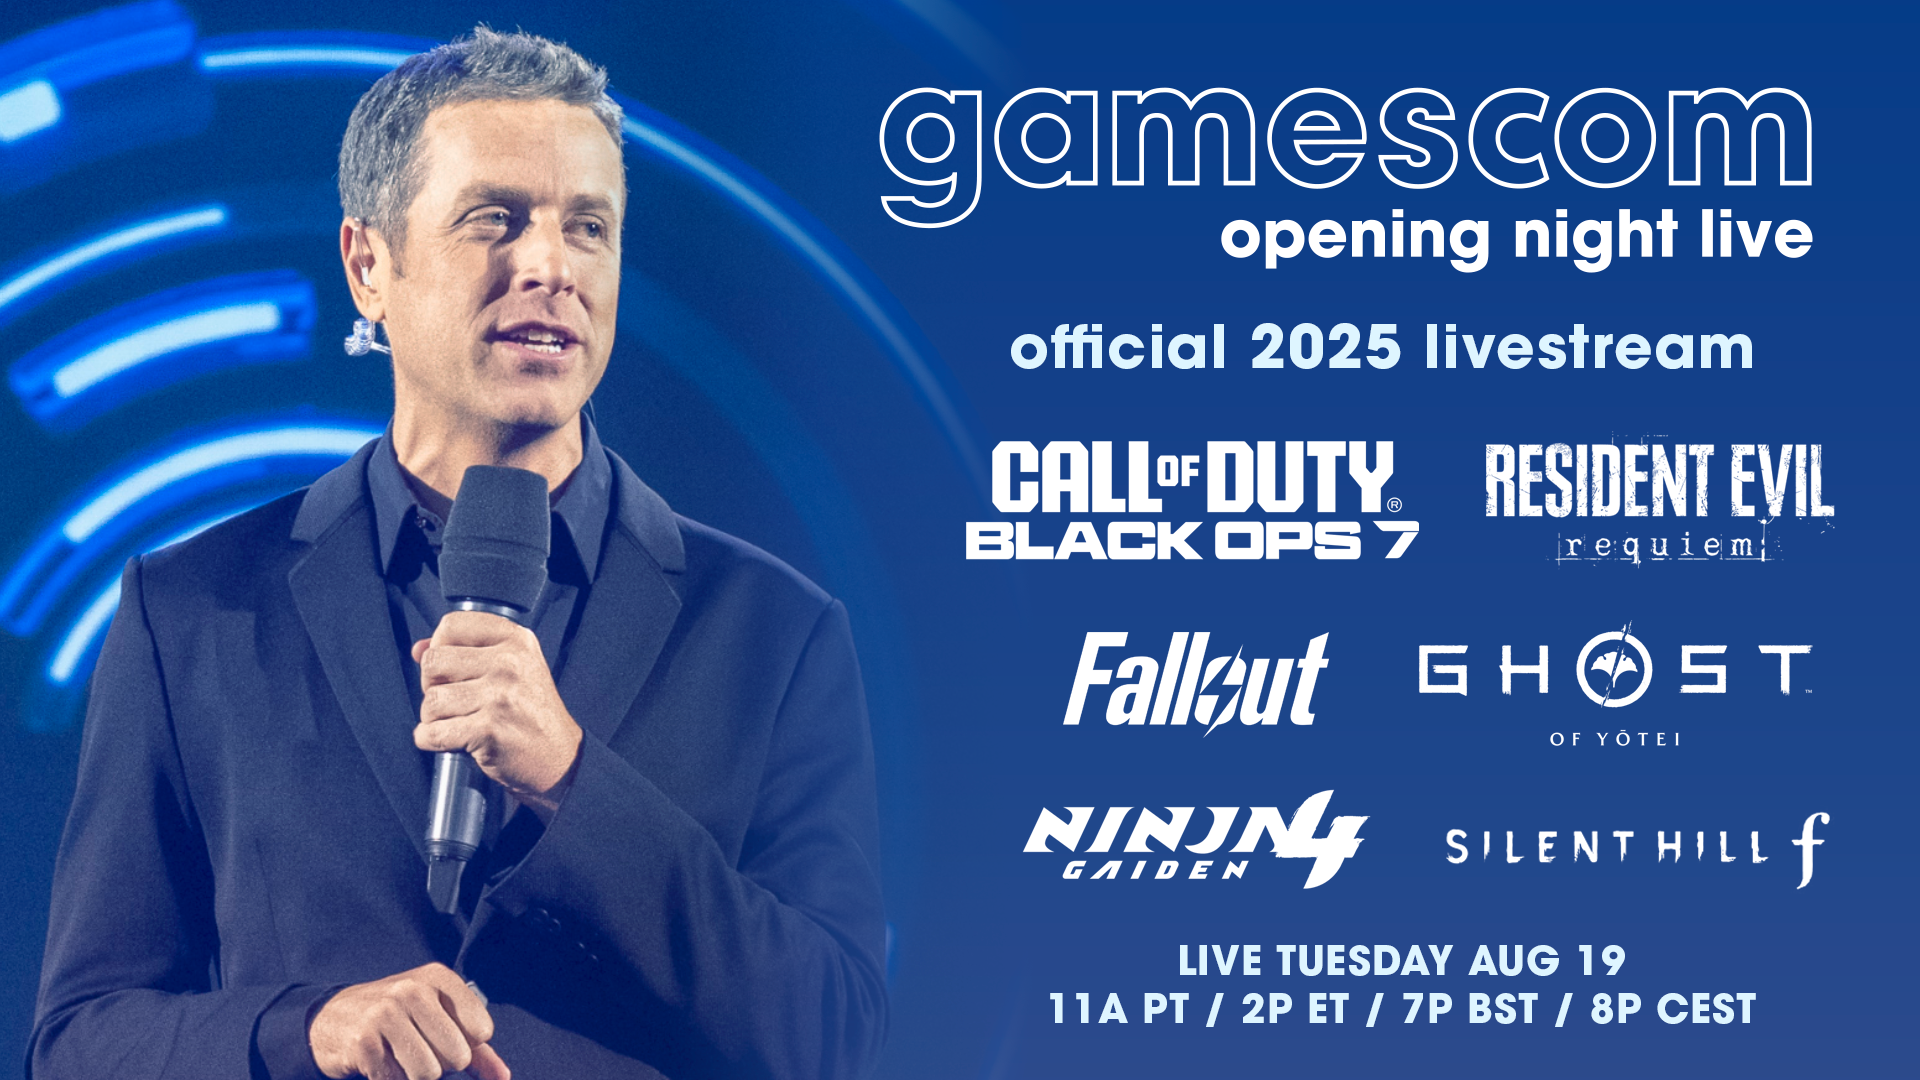 gamescom
opening night live
official 2025 livestream
CALL OF DUTY®
BLACK OPS 7
RESIDENT EVIL
requiem
Fallout
GHOST™
OF YŌTEI
NINJA 4
GAIDEN
SILENT HILL f
LIVE TUESDAY AUG 19
11A PT / 2P ET / 7P BST / 8P CEST